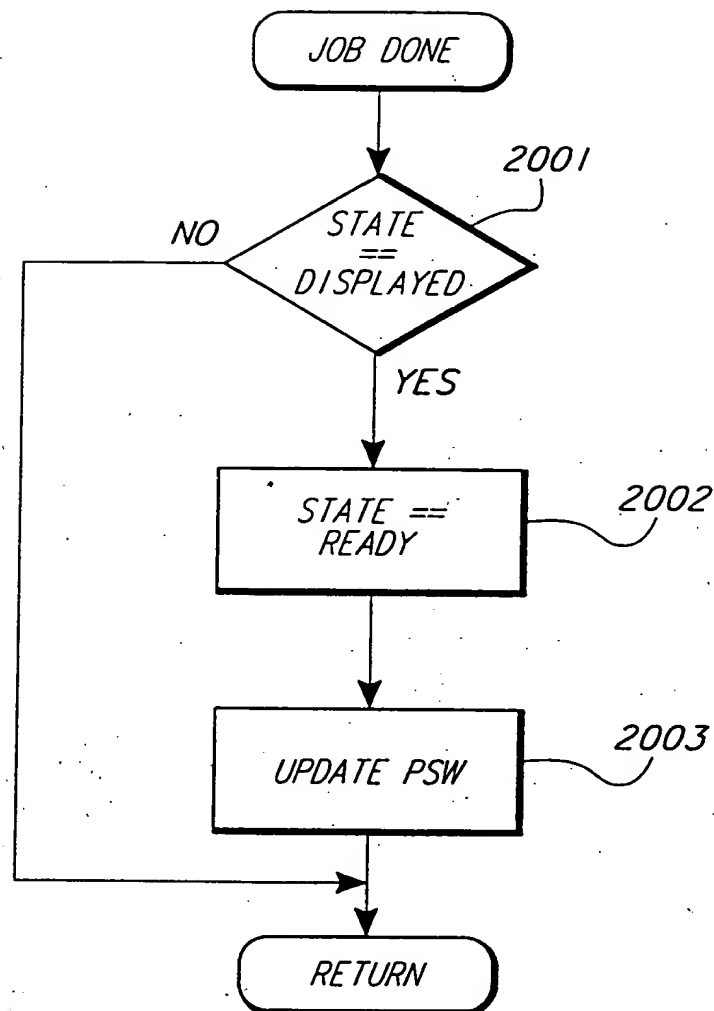 JOB DONE
2001
NO
STATE
==
DISPLAYED
YES
STATE ==
READY
2002
UPDATE PSW
2003
RETURN